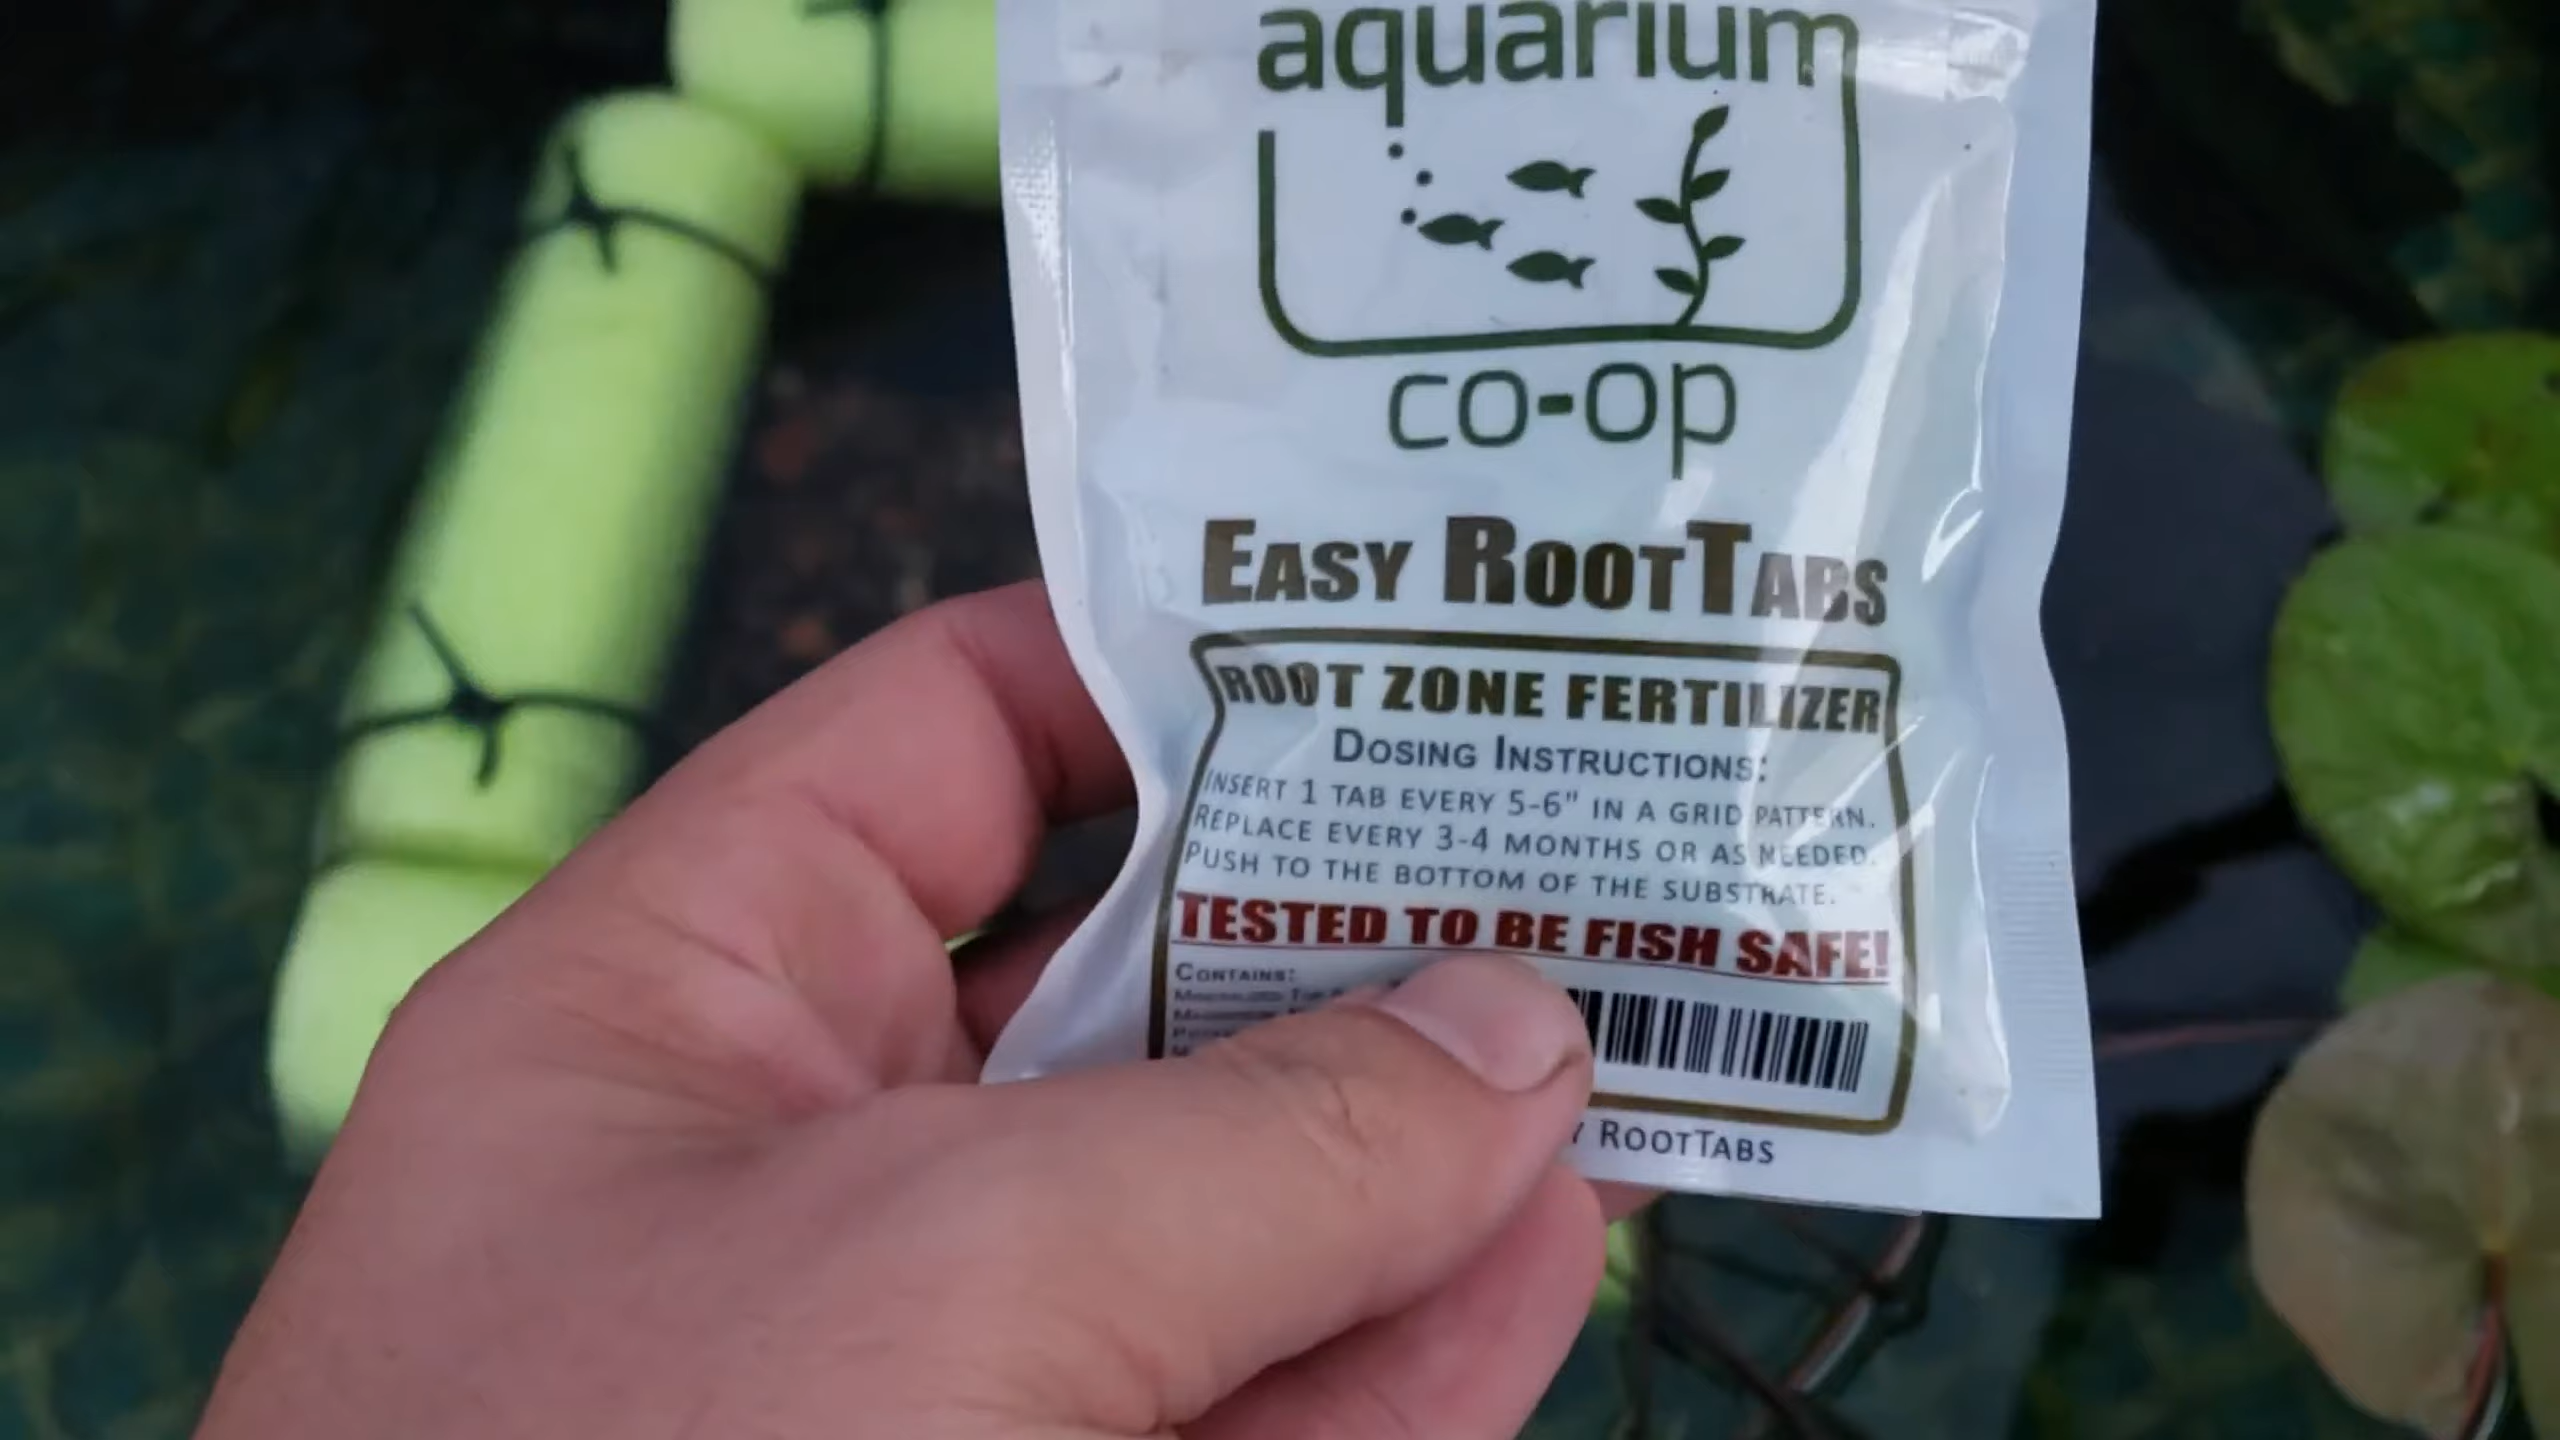 aquarium
co-op
EASY ROOTTABS
ROOT ZONE FERTILIZER
DOSING INSTRUCTIONS:
INSERT 1 TAB EVERY 5-6" IN A GRID PATTERN.
REPLACE EVERY 3-4 MONTHS OR AS NEEDED.
PUSH TO THE BOTTOM OF THE SUBSTRATE.
TESTED TO BE FISH SAFE!
CONTAINS:
ROOTTABS